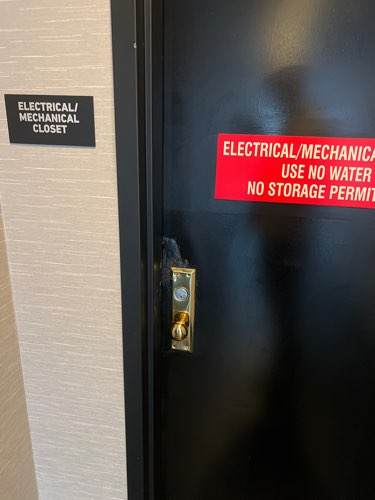 ELECTRICAL/
MECHANICAL
CLOSET
ELECTRICAL/MECHANICA
USE NO WATER
NO STORAGE PERMIT